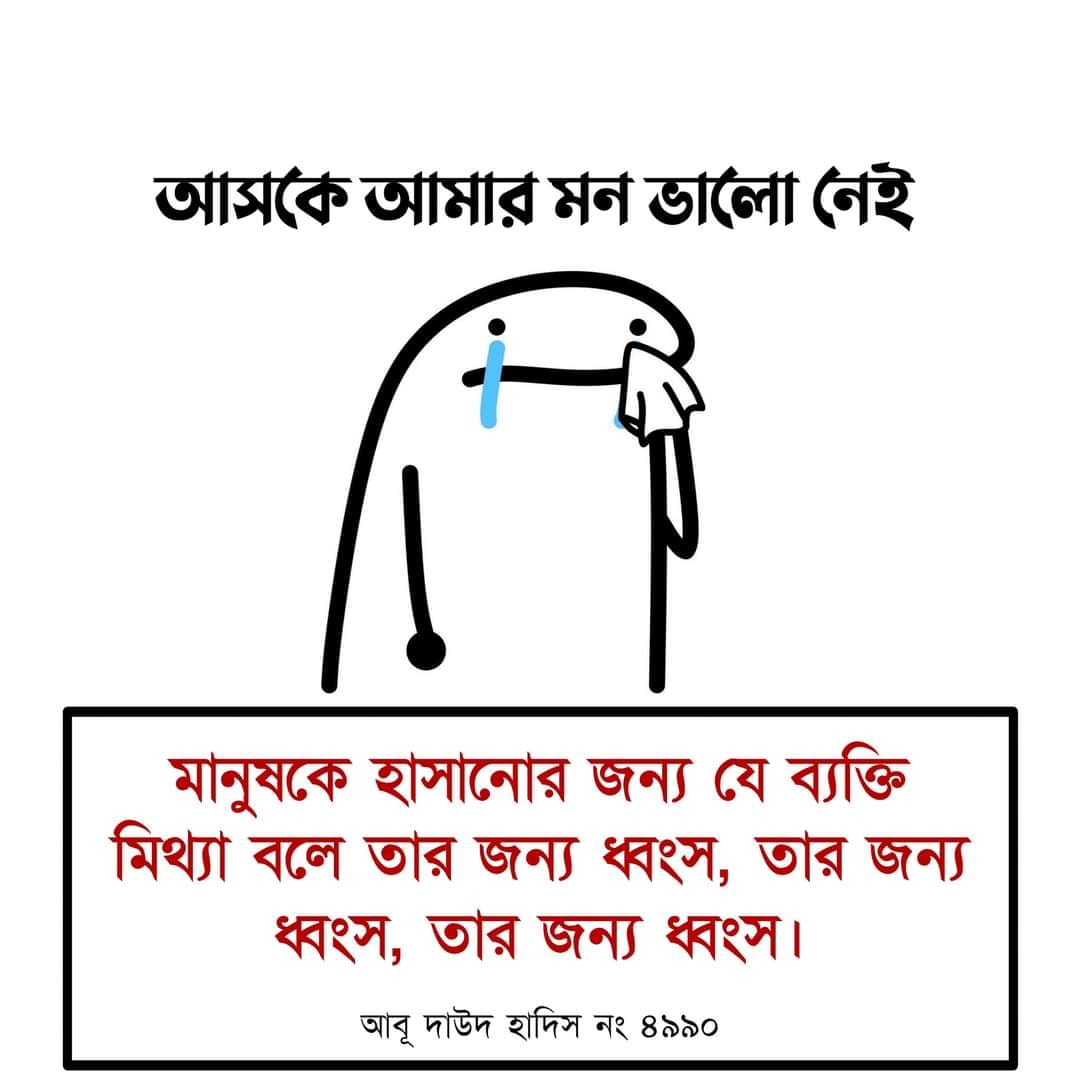 আসকে আমার মন ভালো নেই
মানুষকে হাসানোর জন্য যে ব্যক্তি
মিথ্যা বলে তার জন্য ধ্বংস, তার জন্য
ধ্বংস, তার জন্য ধ্বংস।
আবূ দাউদ হাদিস নং ৪৯৯০